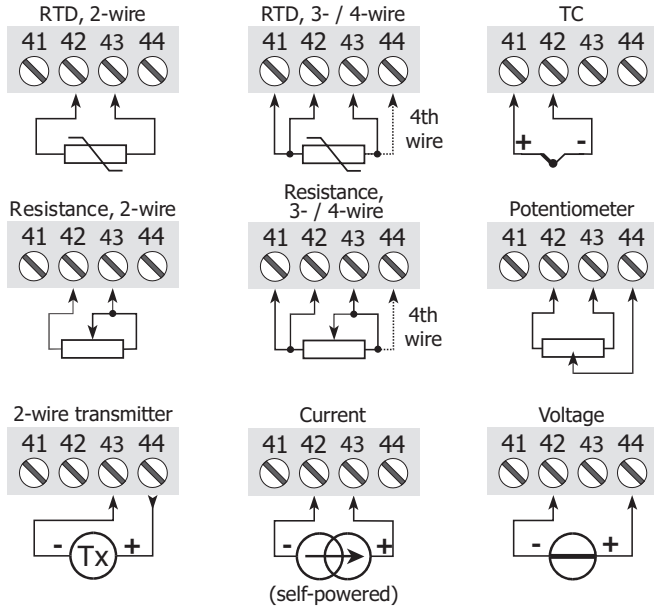 RTD, 2-wire
41 42 43 44
RTD, 3- / 4-wire
41 42 43 44
4th
wire
TC
41 42 43 44
+ -
Resistance, 2-wire
41 42 43 44
Resistance,
3- / 4-wire
41 42 43 44
4th
wire
Potentiometer
41 42 43 44
2-wire transmitter
41 42 43 44
- Tx +
Current
41 42 43 44
- +
(self-powered)
Voltage
41 42 43 44
- +